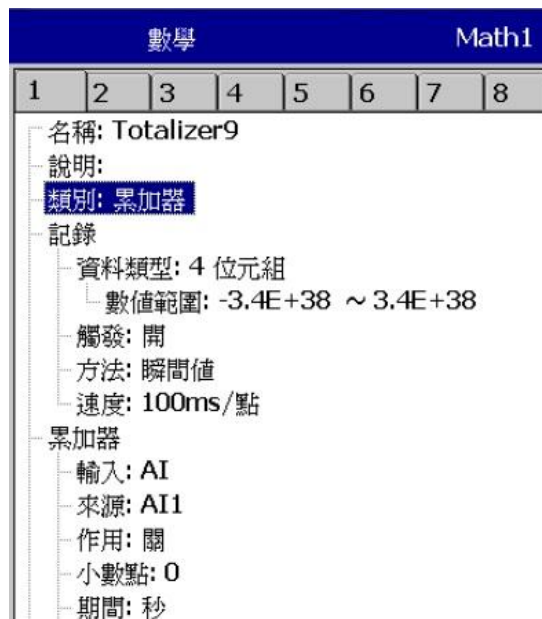 數學 Math1
1 2 3 4 5 6 7 8
名稱: Totalizer9
說明:
類別: 累加器
記錄
資料類型: 4 位元組
數值範圍: -3.4E+38 ~ 3.4E+38
觸發: 開
方法: 瞬間值
速度: 100ms/點
累加器
輸入: AI
來源: AI1
作用: 關
小數點: 0
期間: 秒